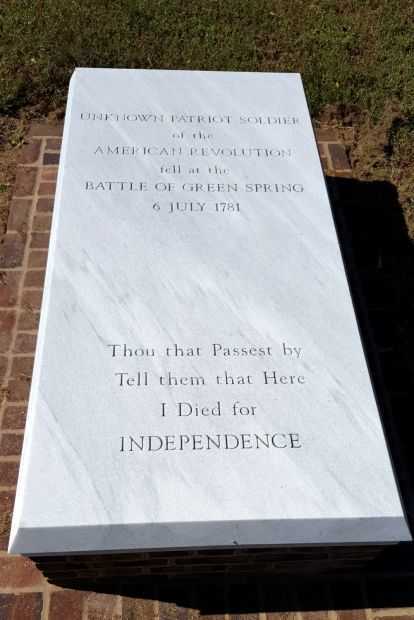 UNKNOWN PATRIOT SOLDIER
of the
AMERICAN REVOLUTION
fell at the
BATTLE OF GREEN SPRING
6 JULY 1781
Thou that Passest by
Tell them that Here
I Died for
INDEPENDENCE